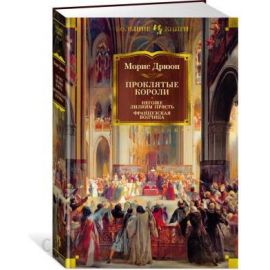 БОЛЬШИЕ КНИГИ
Морис Дрюон
ПРОКЛЯТЫЕ
КОРОЛИ
НЕГОЖЕ
ЛИЛИЯМ ПРЯСТЬ
ФРАНЦУЗСКАЯ
ВОЛЧИЦА